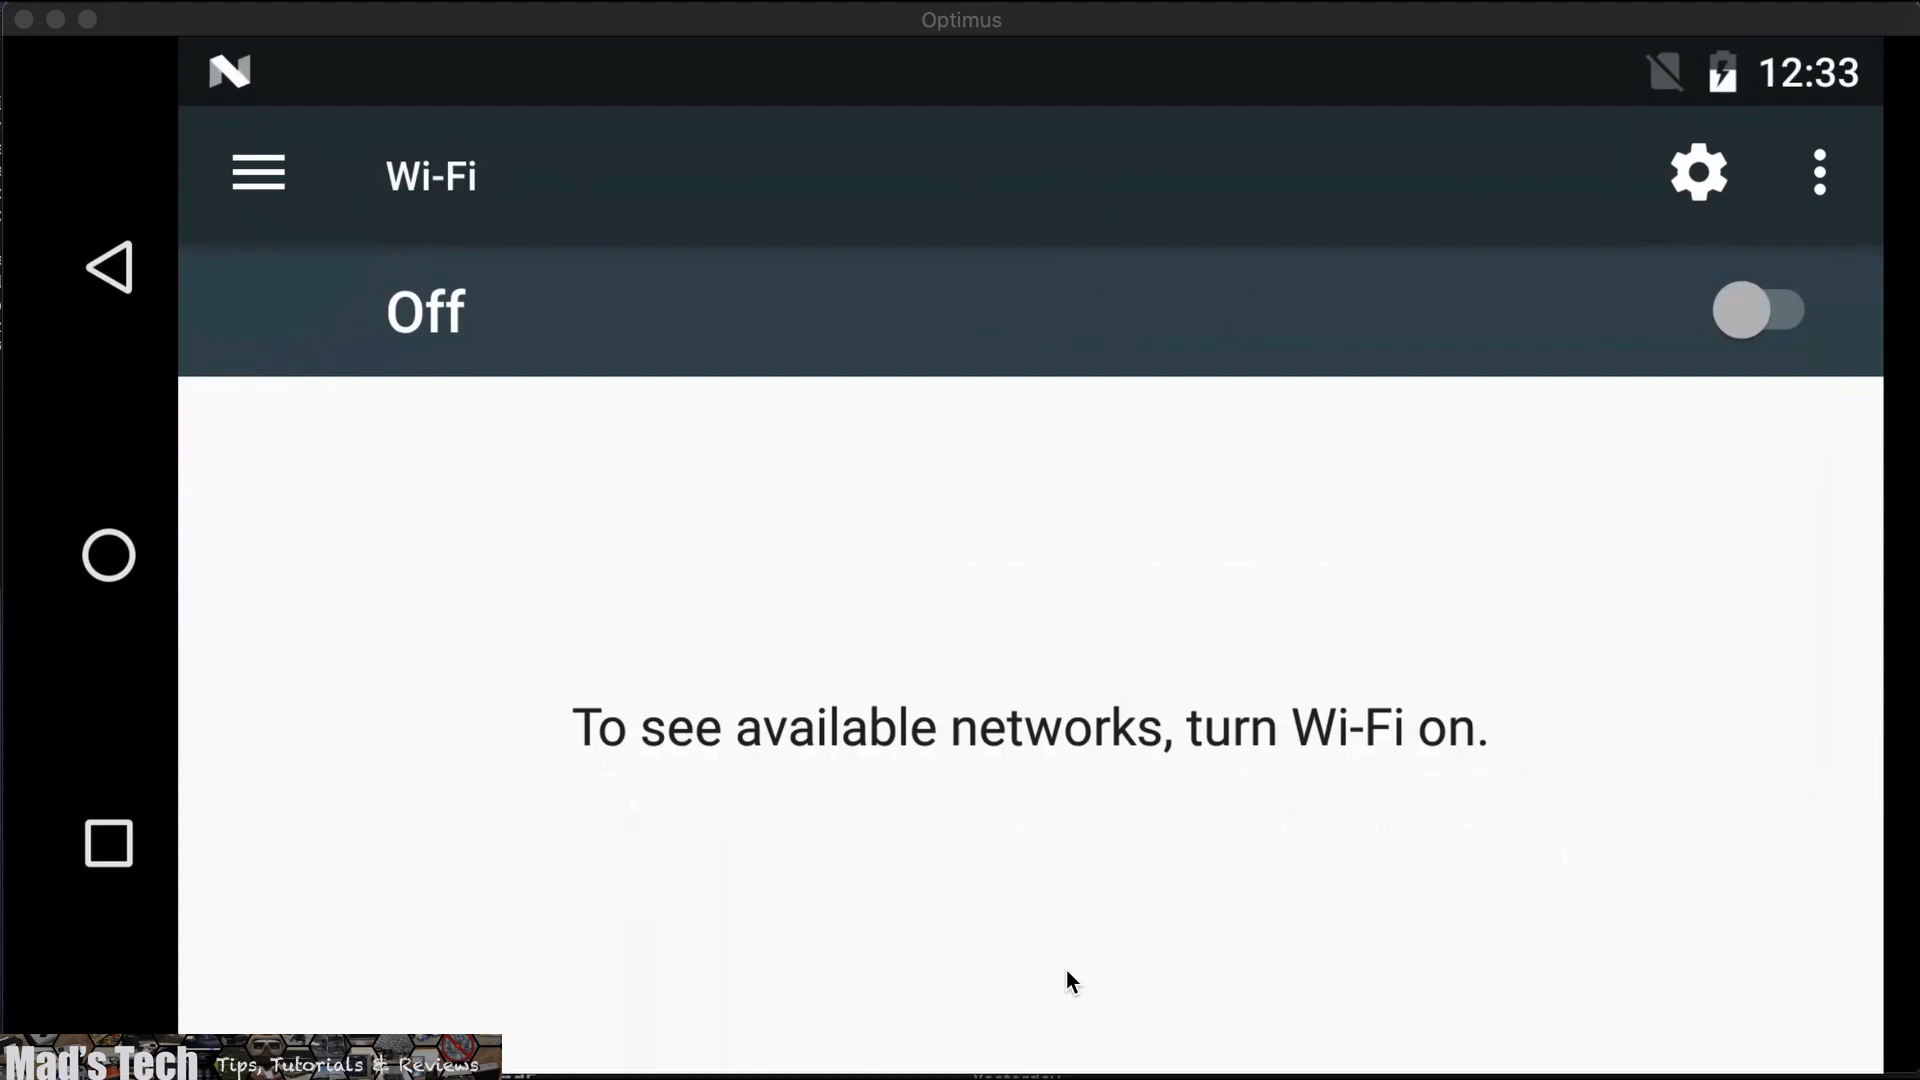 Optimus
12:33
Wi-Fi
Off
To see available networks, turn Wi-Fi on.
Mad's Tech
Tips, Tutorials & Reviews